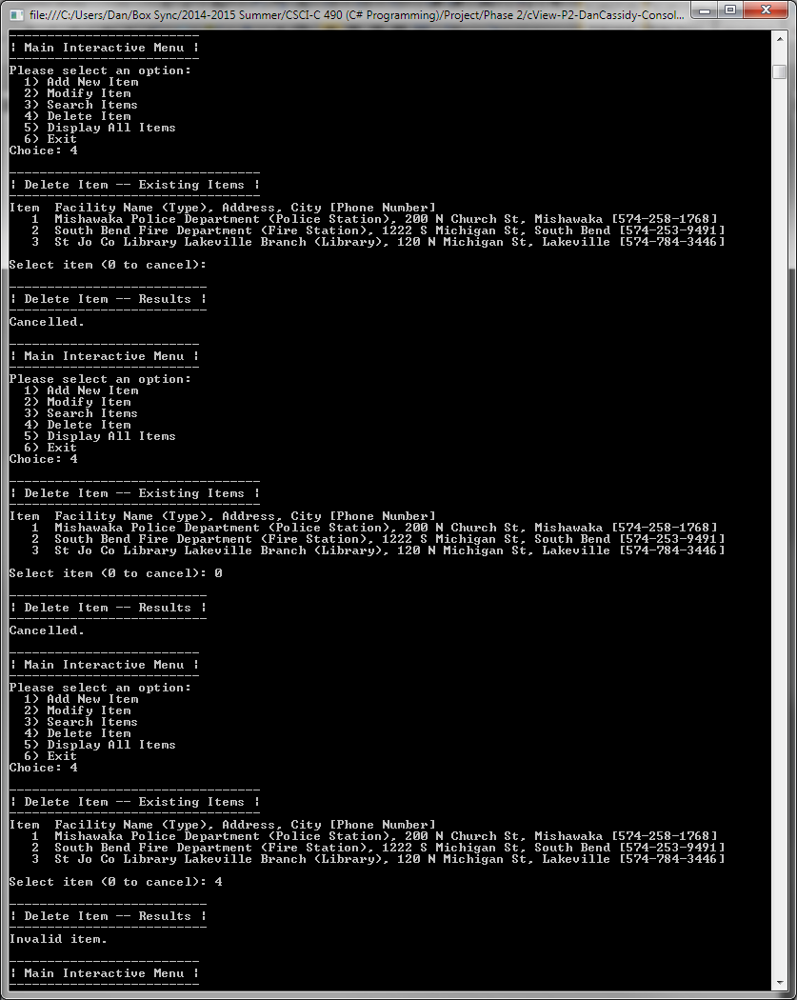 file:///C:/Users/Dan/Box Sync/2014-2015 Summer/CSCI-C 490 (C# Programming)/Project/Phase 2/cView-P2-DanCassidy-Consol...
-------------------------
¦ Main Interactive Menu ¦
-------------------------
Please select an option:
  1) Add New Item
  2) Modify Item
  3) Search Items
  4) Delete Item
  5) Display All Items
  6) Exit
Choice: 4
---------------------------------
¦ Delete Item -- Existing Items ¦
---------------------------------
Item  Facility Name (Type), Address, City [Phone Number]
   1  Mishawaka Police Department (Police Station), 200 N Church St, Mishawaka [574-258-1768]
   2  South Bend Fire Department (Fire Station), 1222 S Michigan St, South Bend [574-253-9491]
   3  St Jo Co Library Lakeville Branch (Library), 120 N Michigan St, Lakeville [574-784-3446]
Select item (0 to cancel):
--------------------------
¦ Delete Item -- Results ¦
--------------------------
Cancelled.
-------------------------
¦ Main Interactive Menu ¦
-------------------------
Please select an option:
  1) Add New Item
  2) Modify Item
  3) Search Items
  4) Delete Item
  5) Display All Items
  6) Exit
Choice: 4
---------------------------------
¦ Delete Item -- Existing Items ¦
---------------------------------
Item  Facility Name (Type), Address, City [Phone Number]
   1  Mishawaka Police Department (Police Station), 200 N Church St, Mishawaka [574-258-1768]
   2  South Bend Fire Department (Fire Station), 1222 S Michigan St, South Bend [574-253-9491]
   3  St Jo Co Library Lakeville Branch (Library), 120 N Michigan St, Lakeville [574-784-3446]
Select item (0 to cancel): 0
--------------------------
¦ Delete Item -- Results ¦
--------------------------
Cancelled.
-------------------------
¦ Main Interactive Menu ¦
-------------------------
Please select an option:
  1) Add New Item
  2) Modify Item
  3) Search Items
  4) Delete Item
  5) Display All Items
  6) Exit
Choice: 4
---------------------------------
¦ Delete Item -- Existing Items ¦
---------------------------------
Item  Facility Name (Type), Address, City [Phone Number]
   1  Mishawaka Police Department (Police Station), 200 N Church St, Mishawaka [574-258-1768]
   2  South Bend Fire Department (Fire Station), 1222 S Michigan St, South Bend [574-253-9491]
   3  St Jo Co Library Lakeville Branch (Library), 120 N Michigan St, Lakeville [574-784-3446]
Select item (0 to cancel): 4
--------------------------
¦ Delete Item -- Results ¦
--------------------------
Invalid item.
-------------------------
¦ Main Interactive Menu ¦
-------------------------